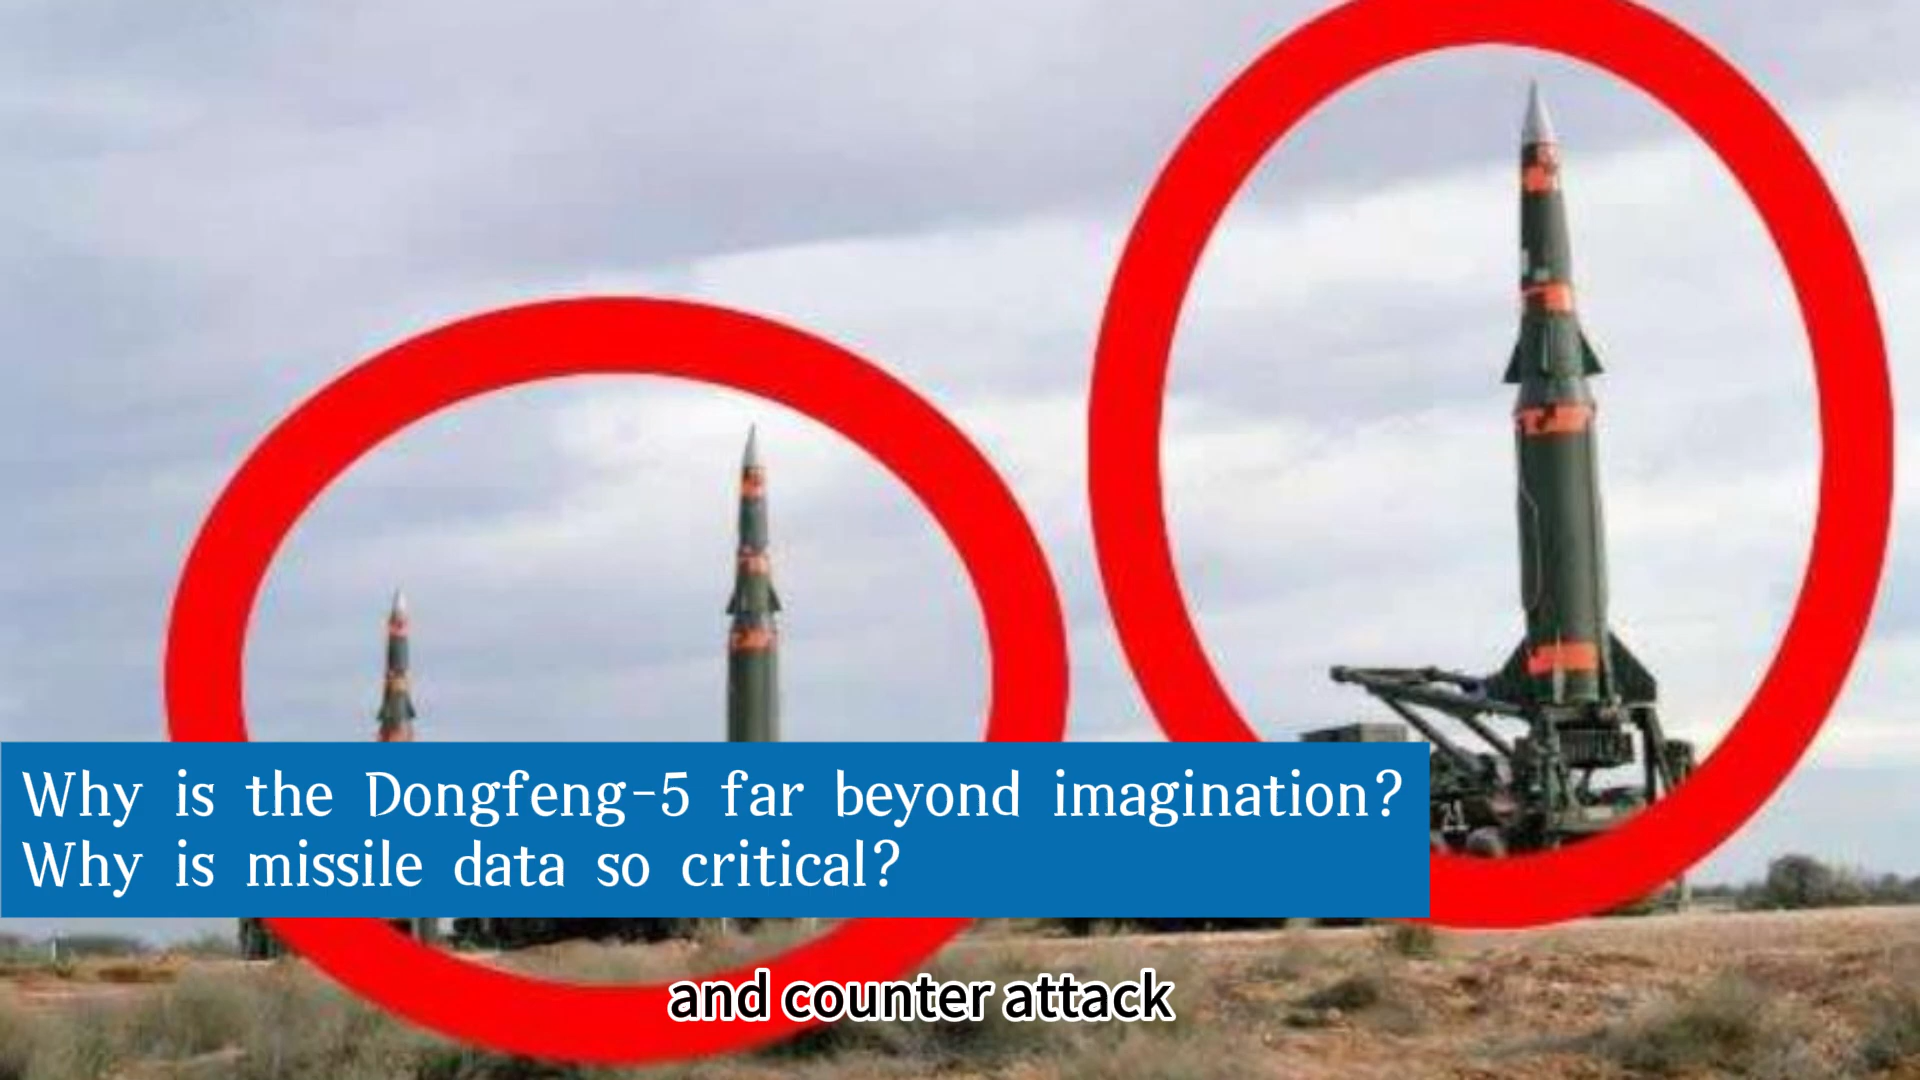 Why is the Dongfeng-5 far beyond imagination?
Why is missile data so critical?
and counter attack